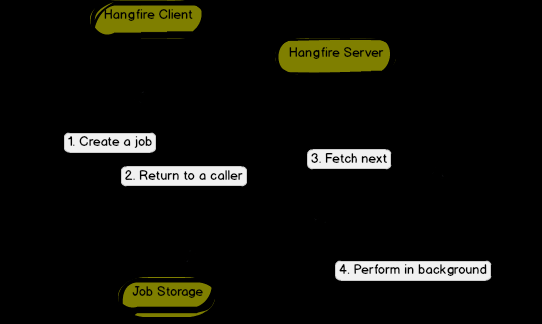 Hangfire Client
Hangfire Server
1. Create a job
2. Return to a caller
3. Fetch next
4. Perform in background
Job Storage